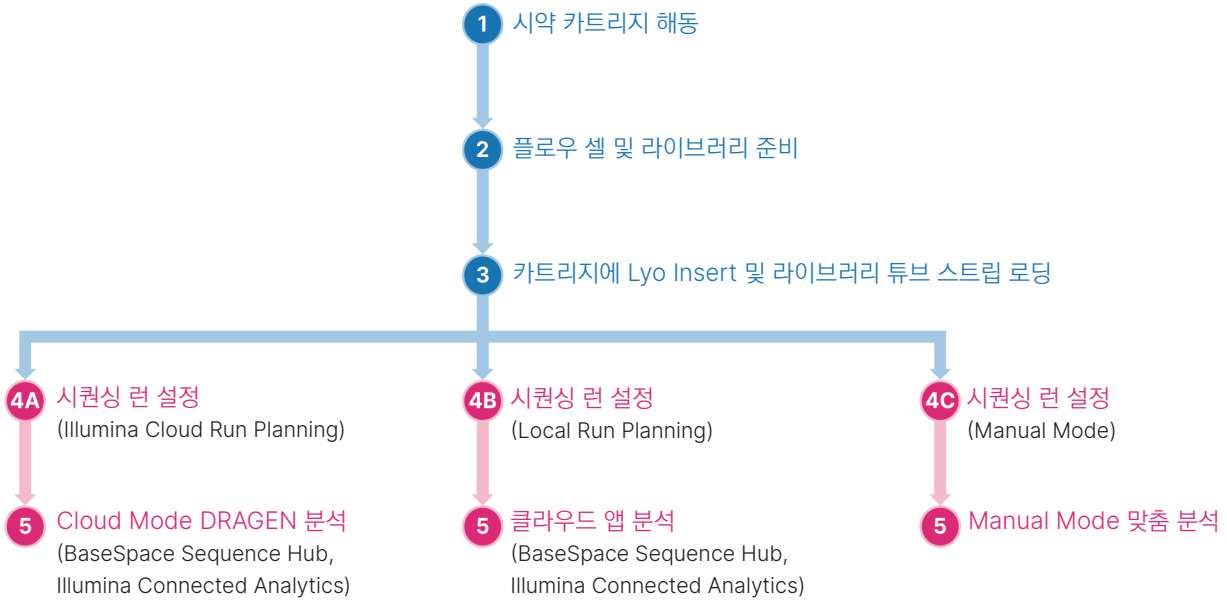 1 시약 카트리지 해동
2 플로우 셀 및 라이브러리 준비
3 카트리지에 Lyo Insert 및 라이브러리 튜브 스트립 로딩
4A 시퀀싱 런 설정
(Illumina Cloud Run Planning)
4B 시퀀싱 런 설정
(Local Run Planning)
4C 시퀀싱 런 설정
(Manual Mode)
5 Cloud Mode DRAGEN 분석
(BaseSpace Sequence Hub,
Illumina Connected Analytics)
5 클라우드 앱 분석
(BaseSpace Sequence Hub,
Illumina Connected Analytics)
5 Manual Mode 맞춤 분석